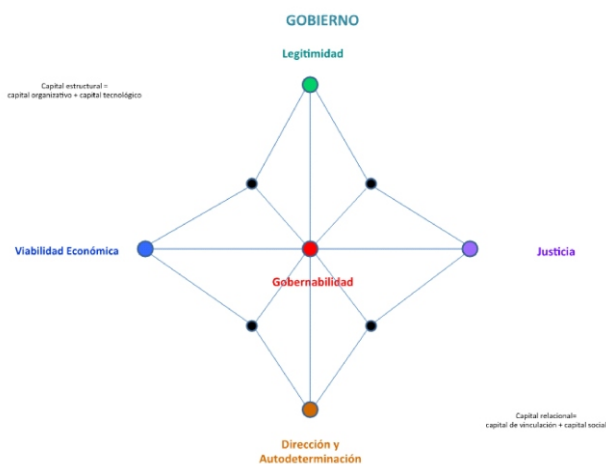 GOBIERNO
Legitimidad
Capital estructural =
capital organizativo + capital tecnológico
Viabilidad Económica
Justicia
Gobernabilidad
Capital relacional=
capital de vinculación + capital social
Dirección y
Autodeterminación